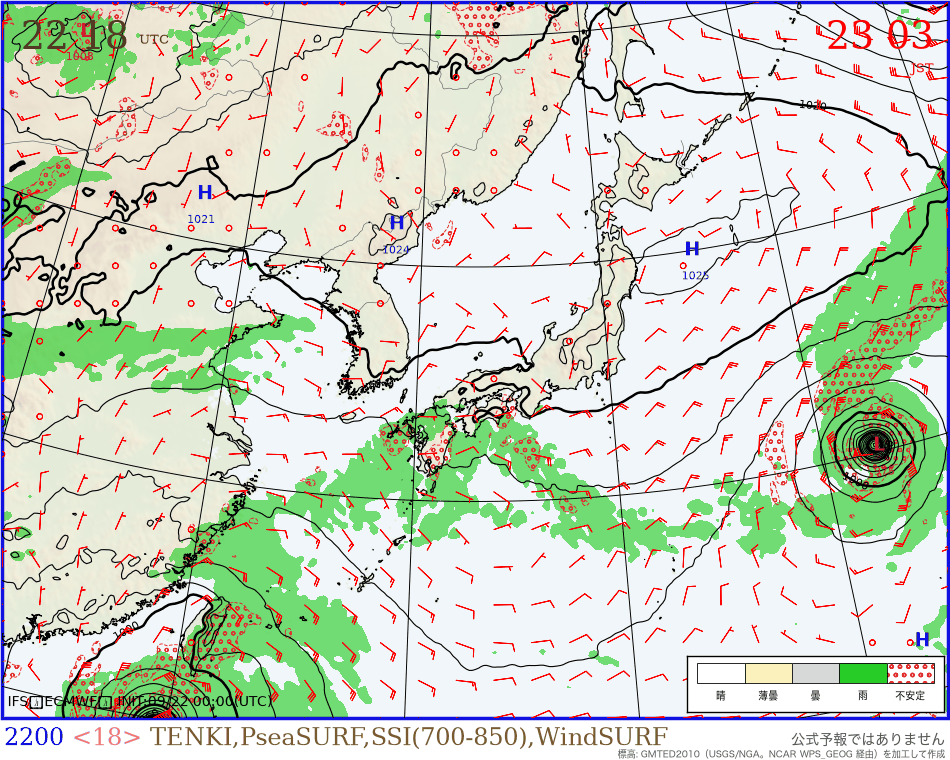 22 18 UTC
23 03
JST
1008
1020
H
1021
H
1024
H
1025
L
1000
1000
H
晴 薄曇 曇 雨 不安定
2200 <18> TENKI,PseaSURF,SSI(700-850),WindSURF
公式予報ではありません
標高: GMTED2010（USGS/NGA。NCAR WPS_GEOG 経由）を加工して作成